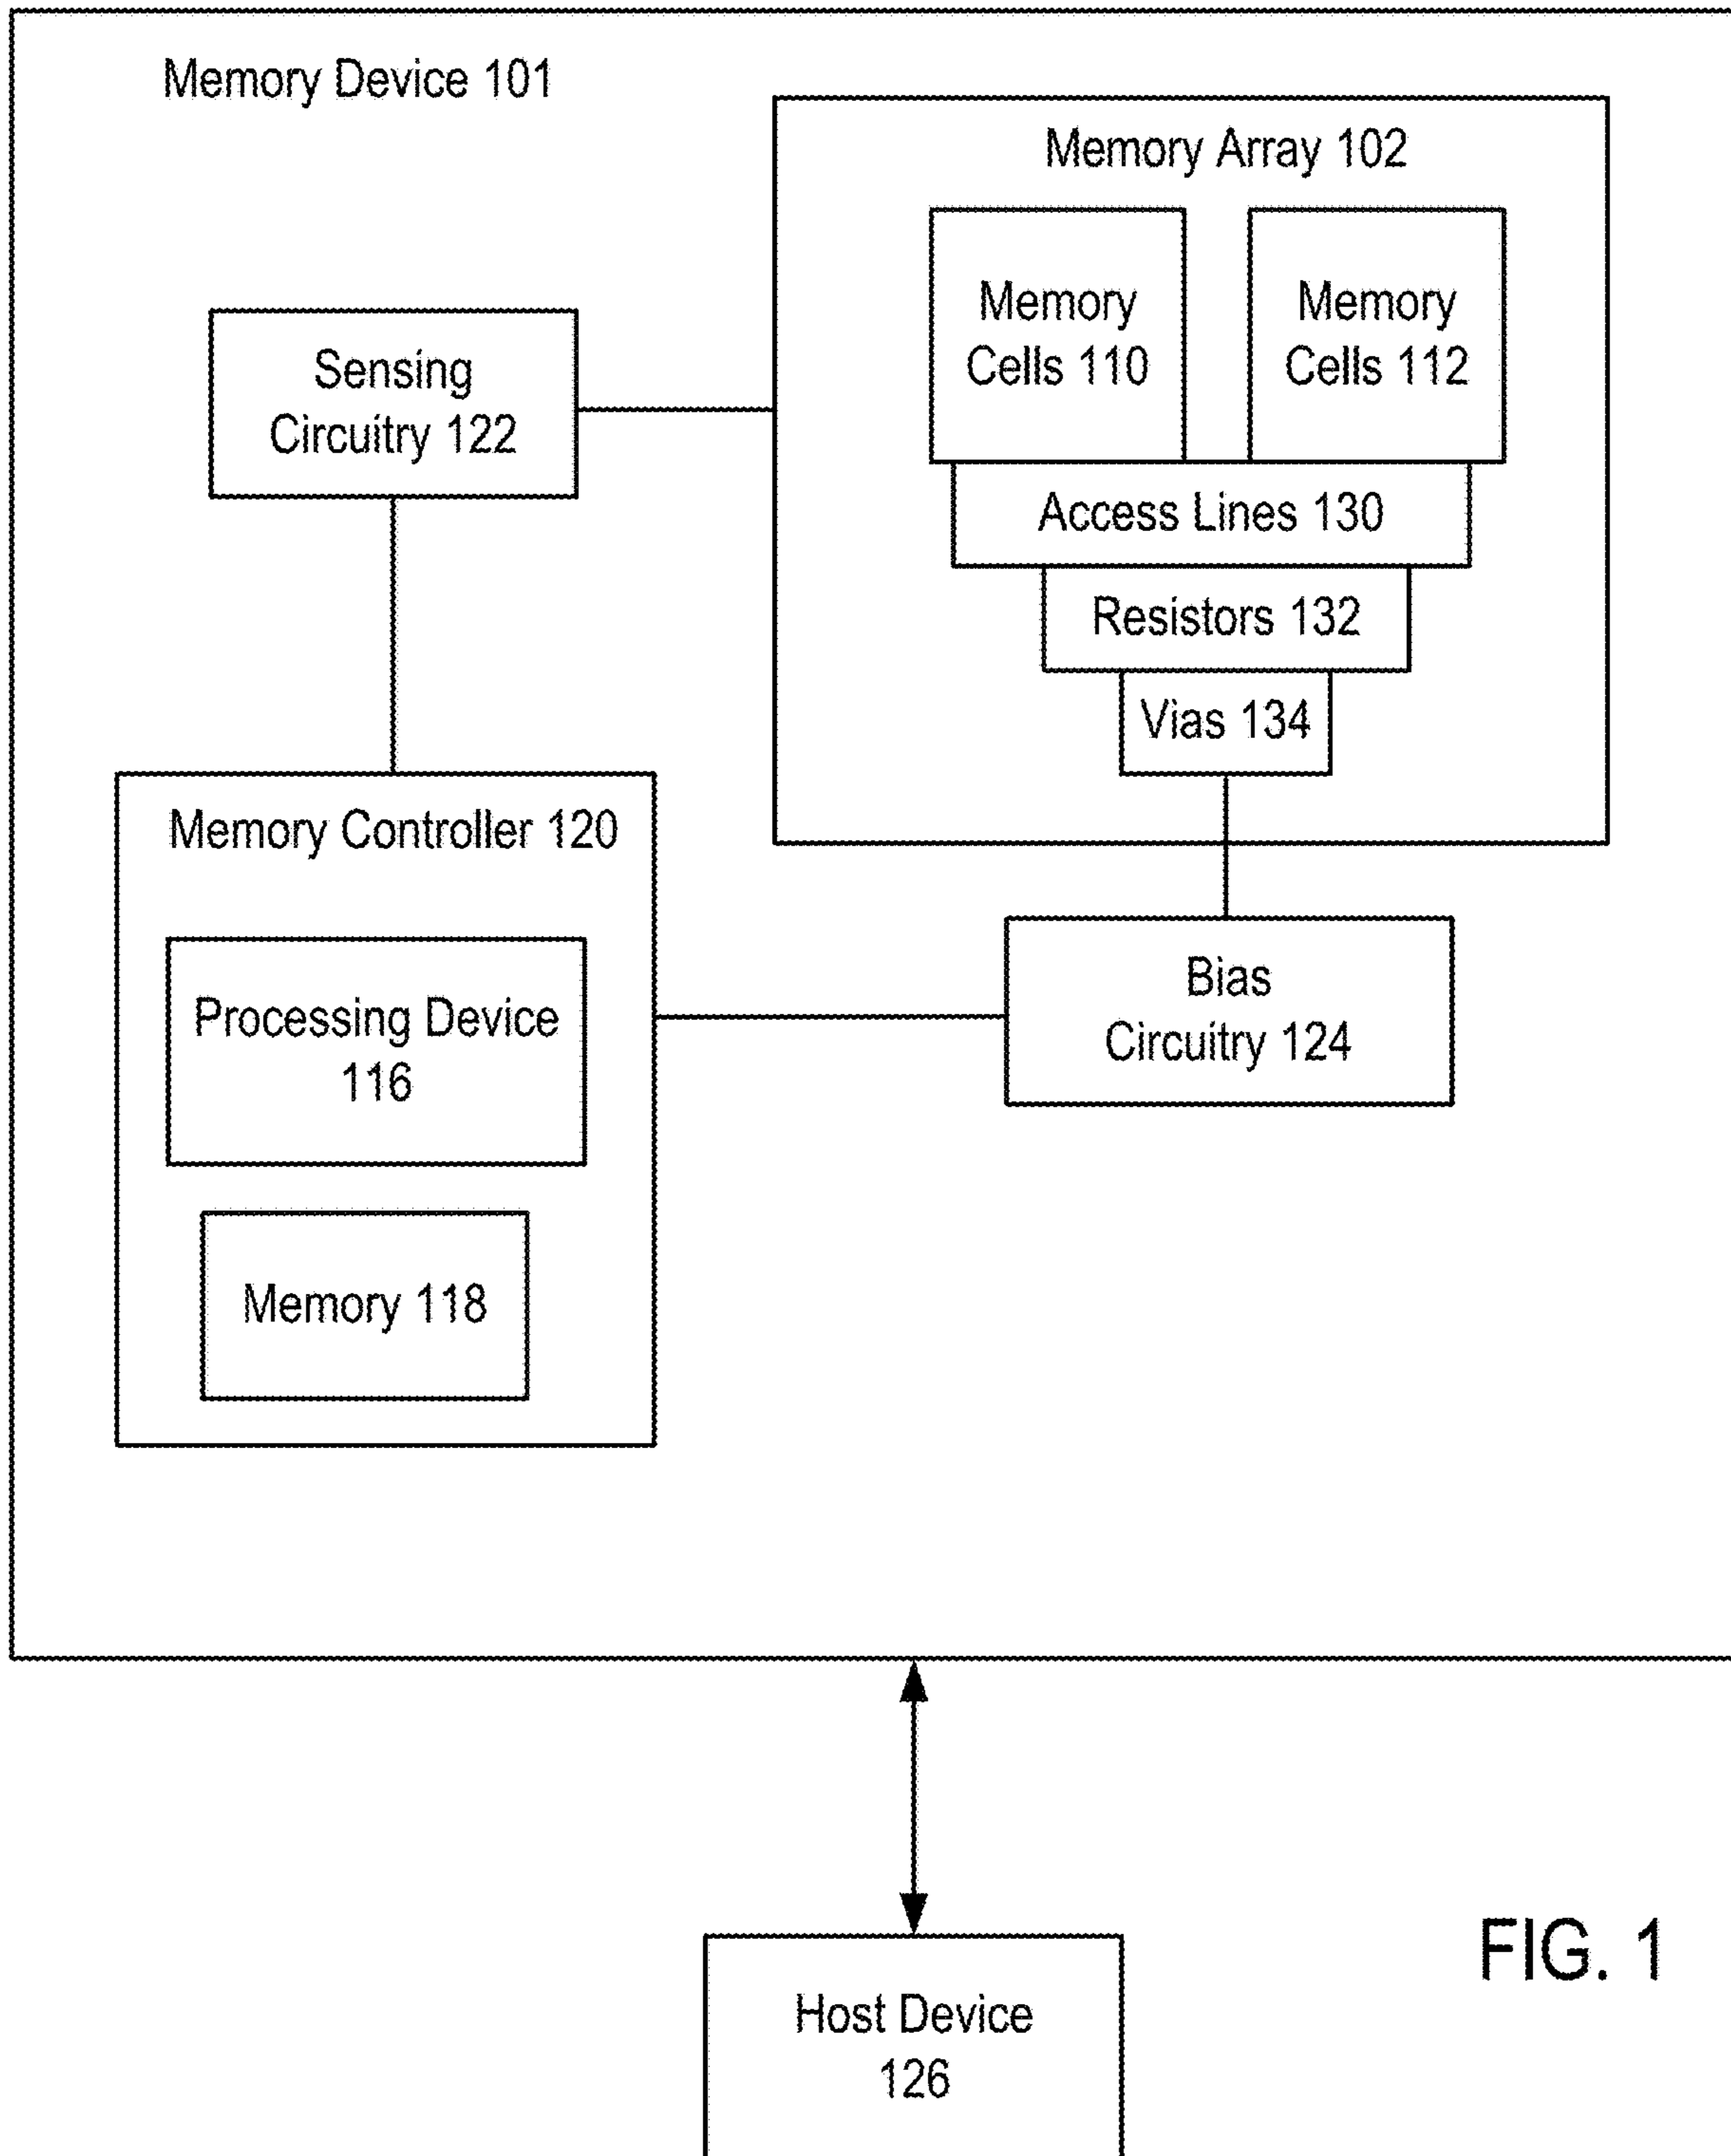 Memory Device 101
Memory Array 102
Memory
Cells 110
Memory
Cells 112
Sensing
Circuitry 122
Access Lines 130
Resistors 132
Vias 134
Memory Controller 120
Processing Device
116
Bias
Circuitry 124
Memory 118
Host Device
126
FIG. 1